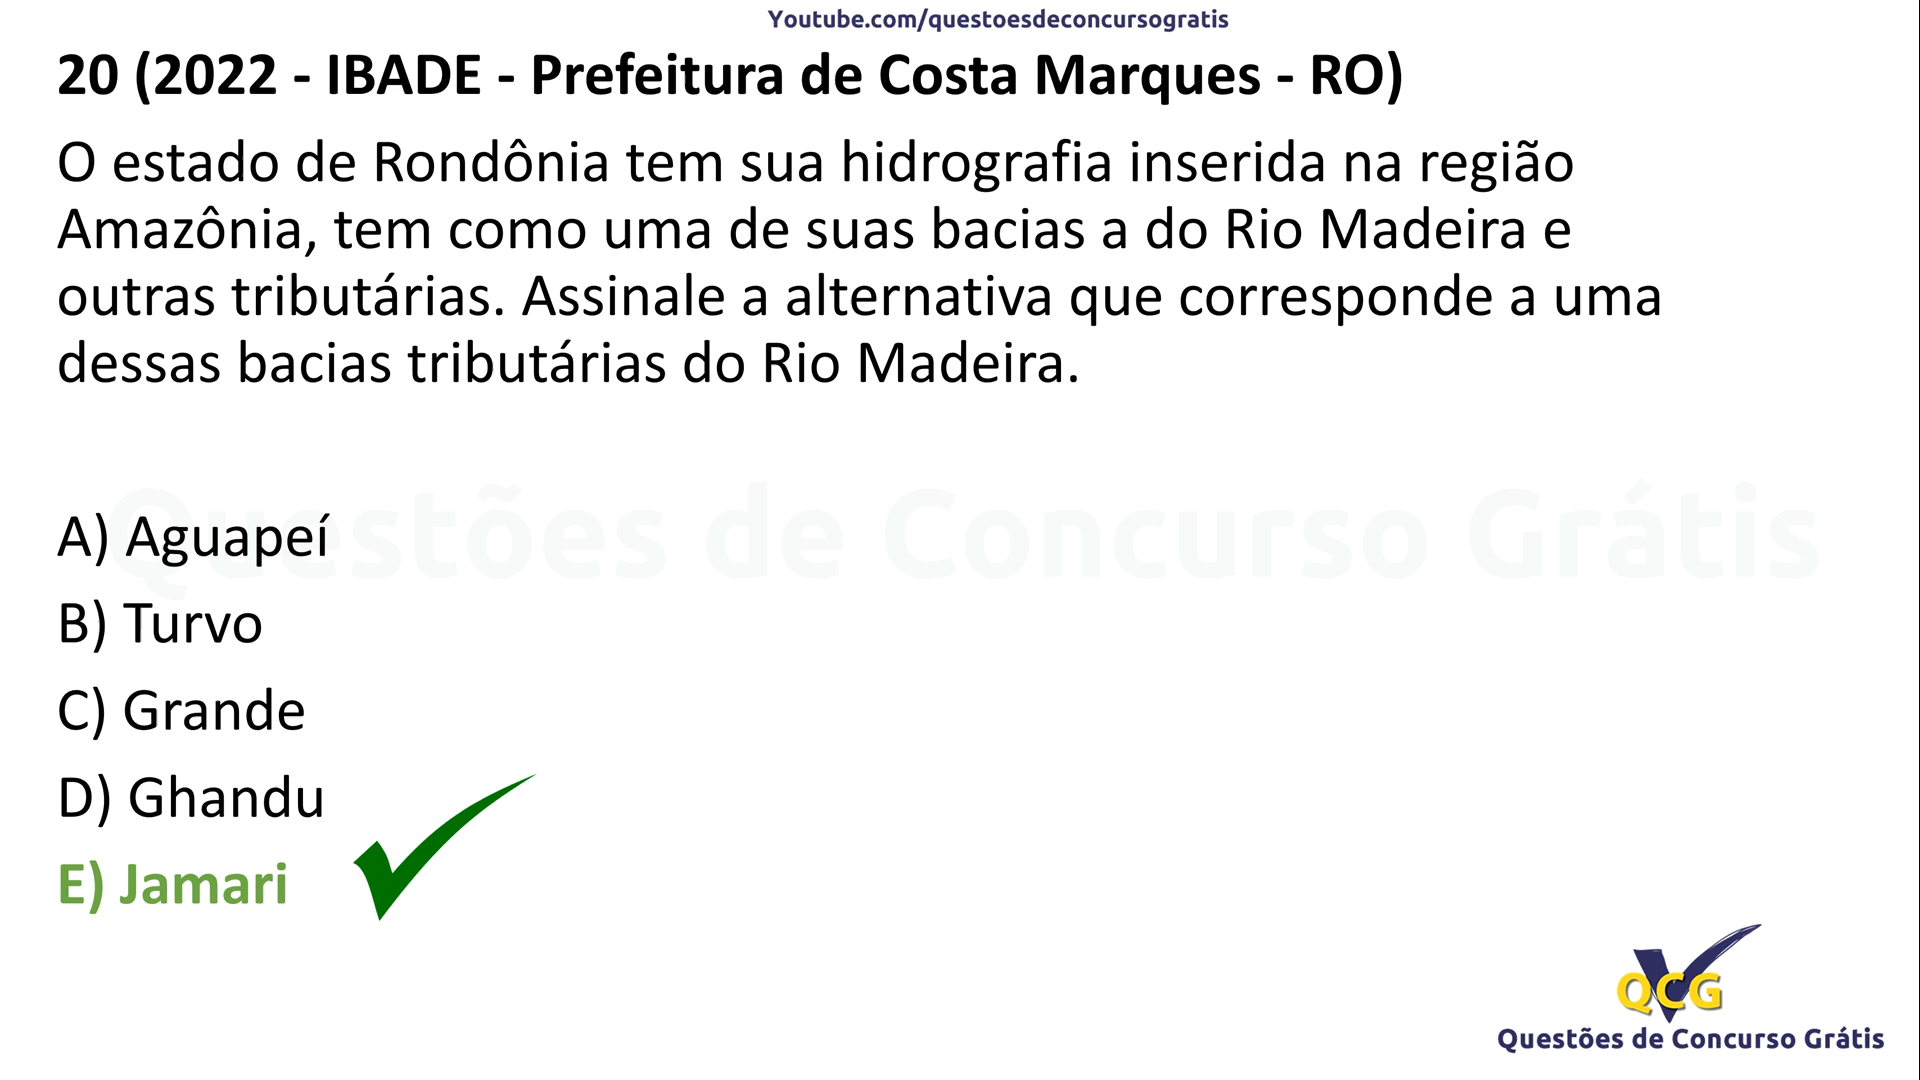 Youtube.com/questoesdeconcursogratis
20 (2022 - IBADE - Prefeitura de Costa Marques - RO)
O estado de Rondônia tem sua hidrografia inserida na região
Amazônia, tem como uma de suas bacias a do Rio Madeira e
outras tributárias. Assinale a alternativa que corresponde a uma
dessas bacias tributárias do Rio Madeira.
Questões de Concurso Grátis
A) Aguapeí
B) Turvo
C) Grande
D) Ghandu
E) Jamari
QCG
Questões de Concurso Grátis